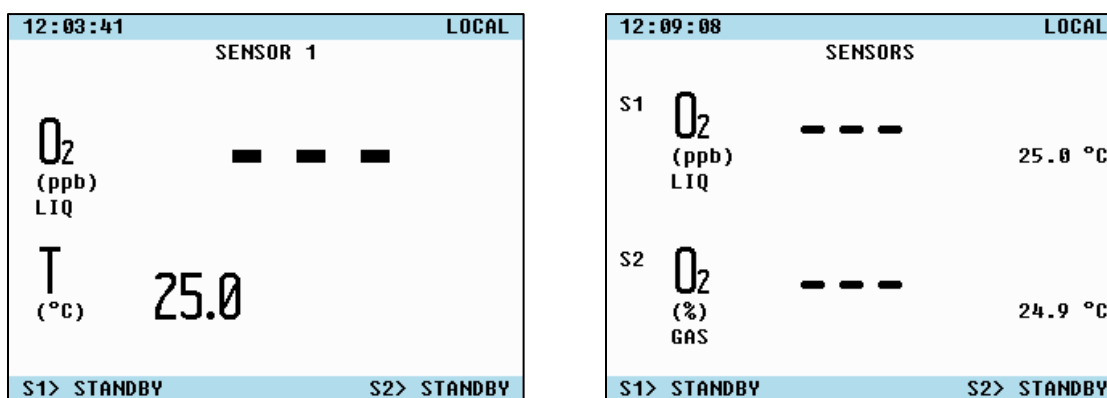 12:03:41 LOCAL
SENSOR 1
O2
(ppb)
LIQ
---
T
(°C)
25.0
S1> STANDBY S2> STANDBY
12:09:08 LOCAL
SENSORS
S1 O2
(ppb)
LIQ
---
25.0 °C
S2 O2
(%)
GAS
---
24.9 °C
S1> STANDBY S2> STANDBY